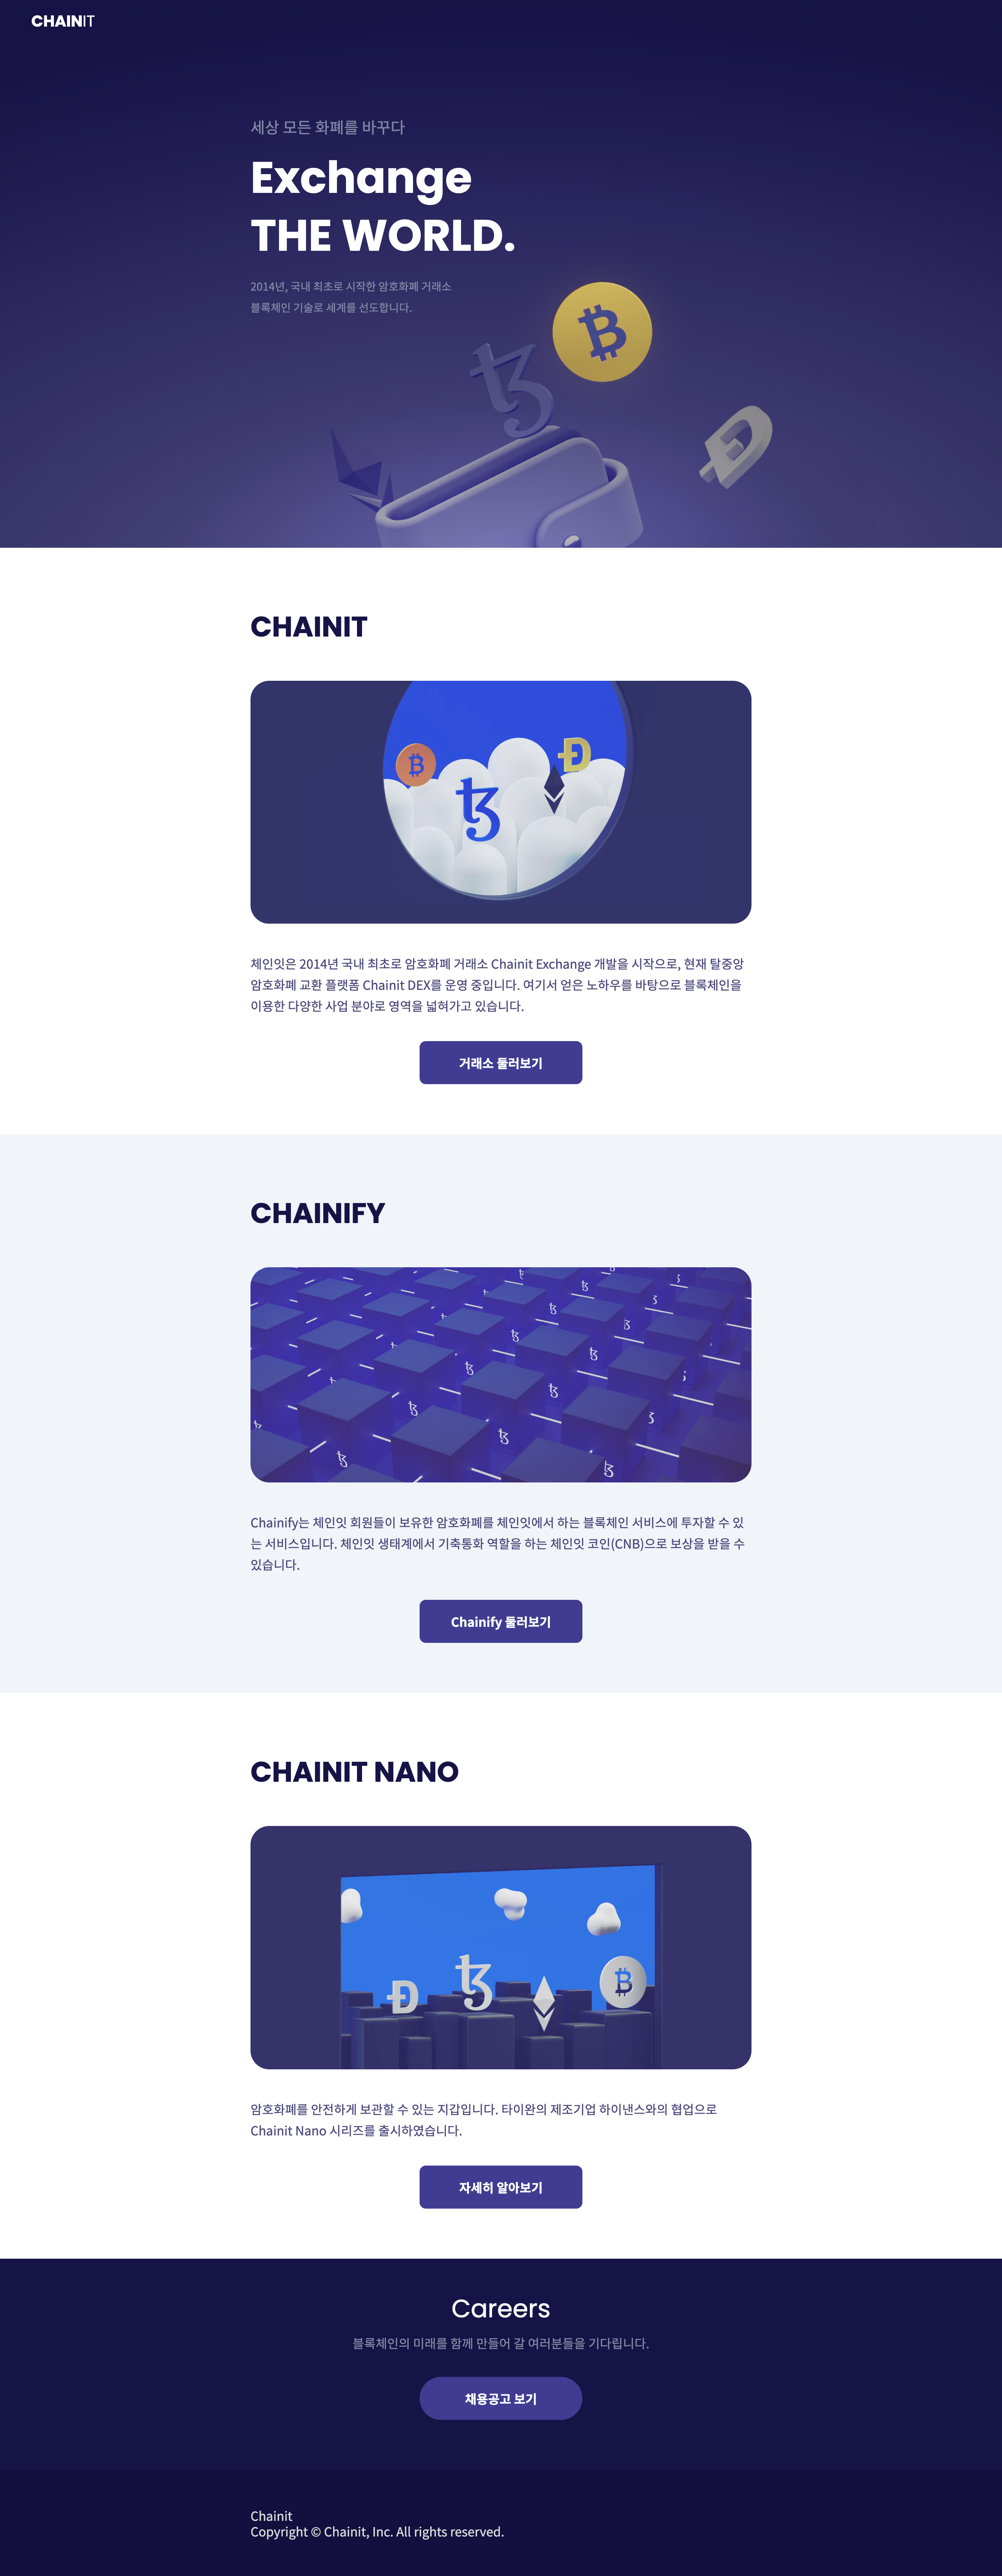 CHAINIT
세상 모든 화폐를 바꾸다
Exchange
THE WORLD.
2014년, 국내 최초로 시작한 암호화폐 거래소
블록체인 기술로 세계를 선도합니다.
CHAINIT
체인잇은 2014년 국내 최초로 암호화폐 거래소 Chainit Exchange 개발을 시작으로, 현재 탈중앙
암호화폐 교환 플랫폼 Chainit DEX를 운영 중입니다. 여기서 얻은 노하우를 바탕으로 블록체인을
이용한 다양한 사업 분야로 영역을 넓혀가고 있습니다.
거래소 둘러보기
CHAINIFY
Chainify는 체인잇 회원들이 보유한 암호화폐를 체인잇에서 하는 블록체인 서비스에 투자할 수 있
는 서비스입니다. 체인잇 생태계에서 기축통화 역할을 하는 체인잇 코인(CNB)으로 보상을 받을 수
있습니다.
Chainify 둘러보기
CHAINIT NANO
암호화폐를 안전하게 보관할 수 있는 지갑입니다. 타이완의 제조기업 하이낸스와의 협업으로
Chainit Nano 시리즈를 출시하였습니다.
자세히 알아보기
Careers
블록체인의 미래를 함께 만들어 갈 여러분들을 기다립니다.
채용공고 보기
Chainit
Copyright © Chainit, Inc. All rights reserved.